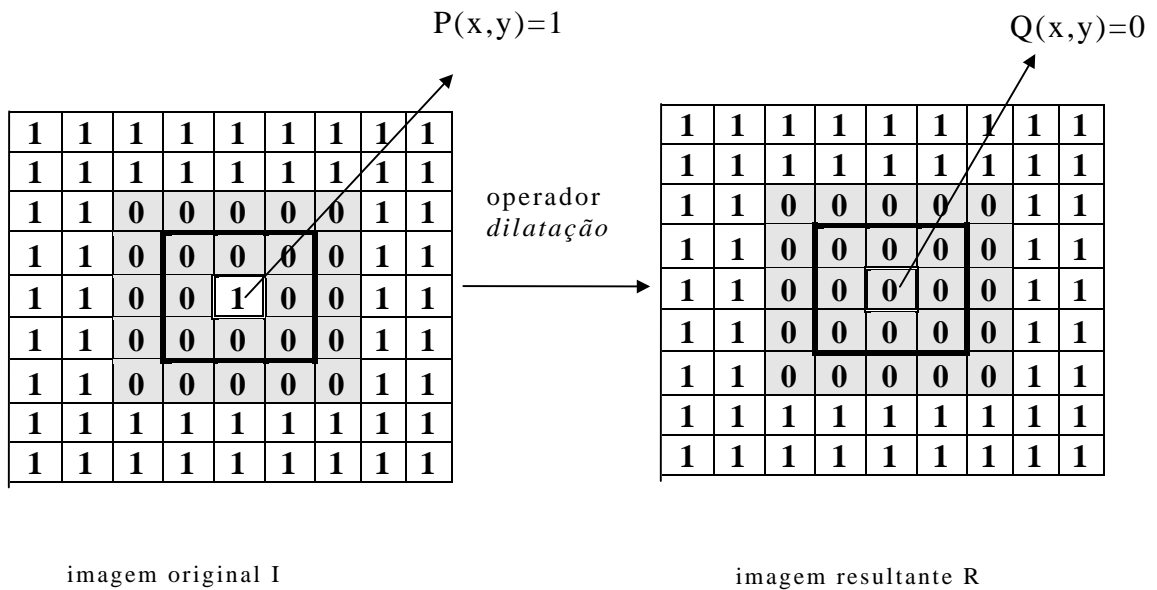 P(x,y)=1
Q(x,y)=0
1 1 1 1 1 1 1 1 1
1 1 1 1 1 1 1 1 1
1 1 0 0 0 0 0 1 1
1 1 0 0 0 0 0 1 1
1 1 0 0 1 0 0 1 1
1 1 0 0 0 0 0 1 1
1 1 0 0 0 0 0 1 1
1 1 1 1 1 1 1 1 1
1 1 1 1 1 1 1 1 1
operador
dilatação
1 1 1 1 1 1 1 1 1
1 1 1 1 1 1 1 1 1
1 1 0 0 0 0 0 1 1
1 1 0 0 0 0 0 1 1
1 1 0 0 0 0 0 1 1
1 1 0 0 0 0 0 1 1
1 1 0 0 0 0 0 1 1
1 1 1 1 1 1 1 1 1
1 1 1 1 1 1 1 1 1
imagem original I
imagem resultante R